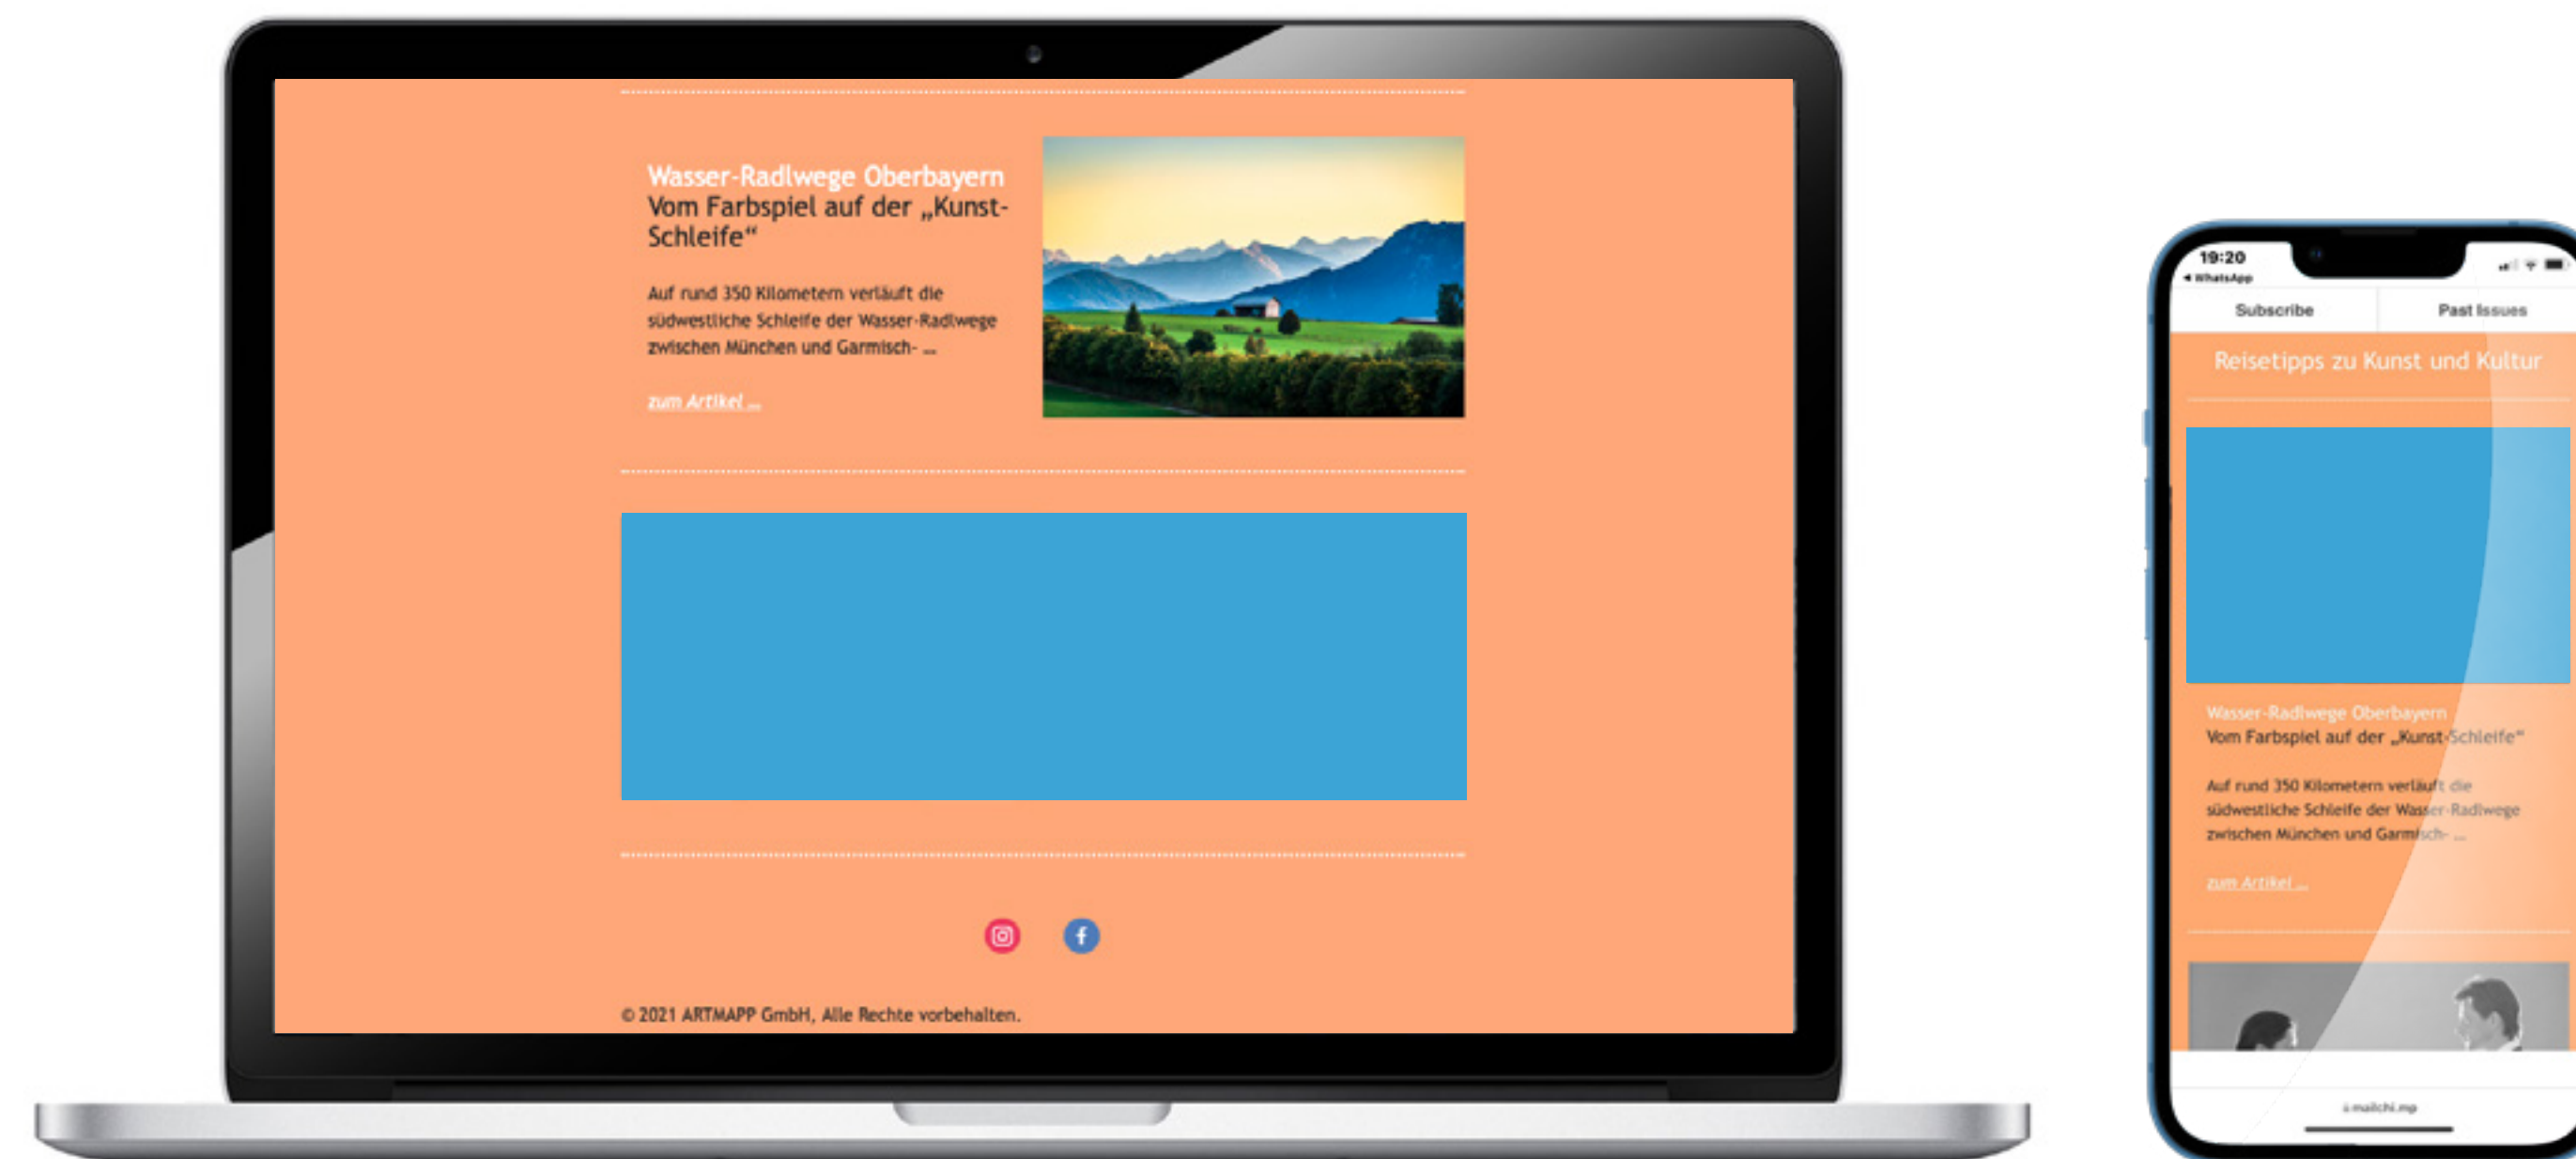 Wasser-Radlwege Oberbayern
Vom Farbspiel auf der „Kunst-
Schleife“
Auf rund 350 Kilometern verläuft die
südwestliche Schleife der Wasser-Radlwege
zwischen München und Garmisch- ...
zum Artikel ...
© 2021 ARTMAPP GmbH, Alle Rechte vorbehalten.
19:20
◀ WhatsApp
Subscribe Past Issues
Reisetipps zu Kunst und Kultur
Wasser-Radlwege Oberbayern
Vom Farbspiel auf der „Kunst-Schleife“
Auf rund 350 Kilometern verläuft die
südwestliche Schleife der Wasser-Radlwege
zwischen München und Garmisch- ...
zum Artikel ...
mailchi.mp